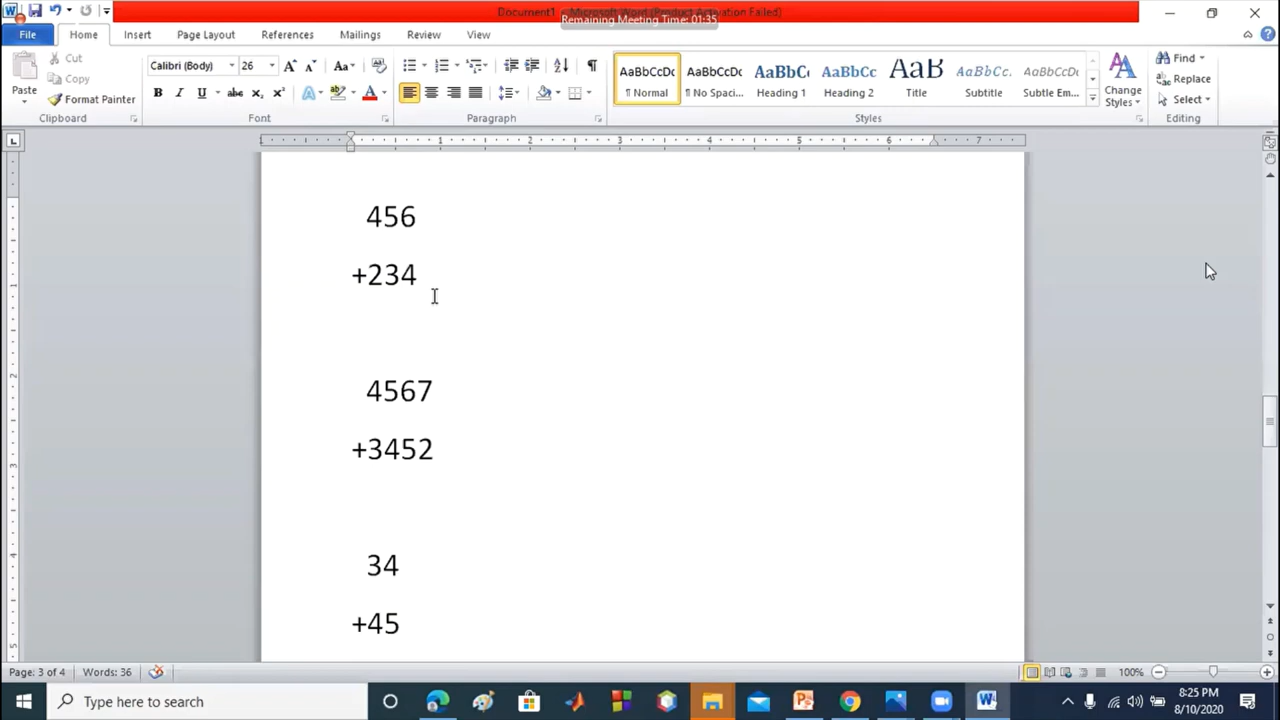 Document1 - Microsoft Word (Product Activation Failed)
Remaining Meeting Time: 01:35
File Home Insert Page Layout References Mailings Review View
Cut
Copy
Format Painter
Paste
Calibri (Body) 26
AaBbCcDc AaBbCcDc AaBbC AaBbCc AaB AaBbCc. AaBbCcDc
¶ Normal ¶ No Spaci... Heading 1 Heading 2 Title Subtitle Subtle Em...
Change Styles
Find
Replace
Select
Clipboard Font Paragraph Styles Editing
456
+234
4567
+3452
34
+45
Page: 3 of 4 Words: 36 100%
Type here to search
8:25 PM
8/10/2020